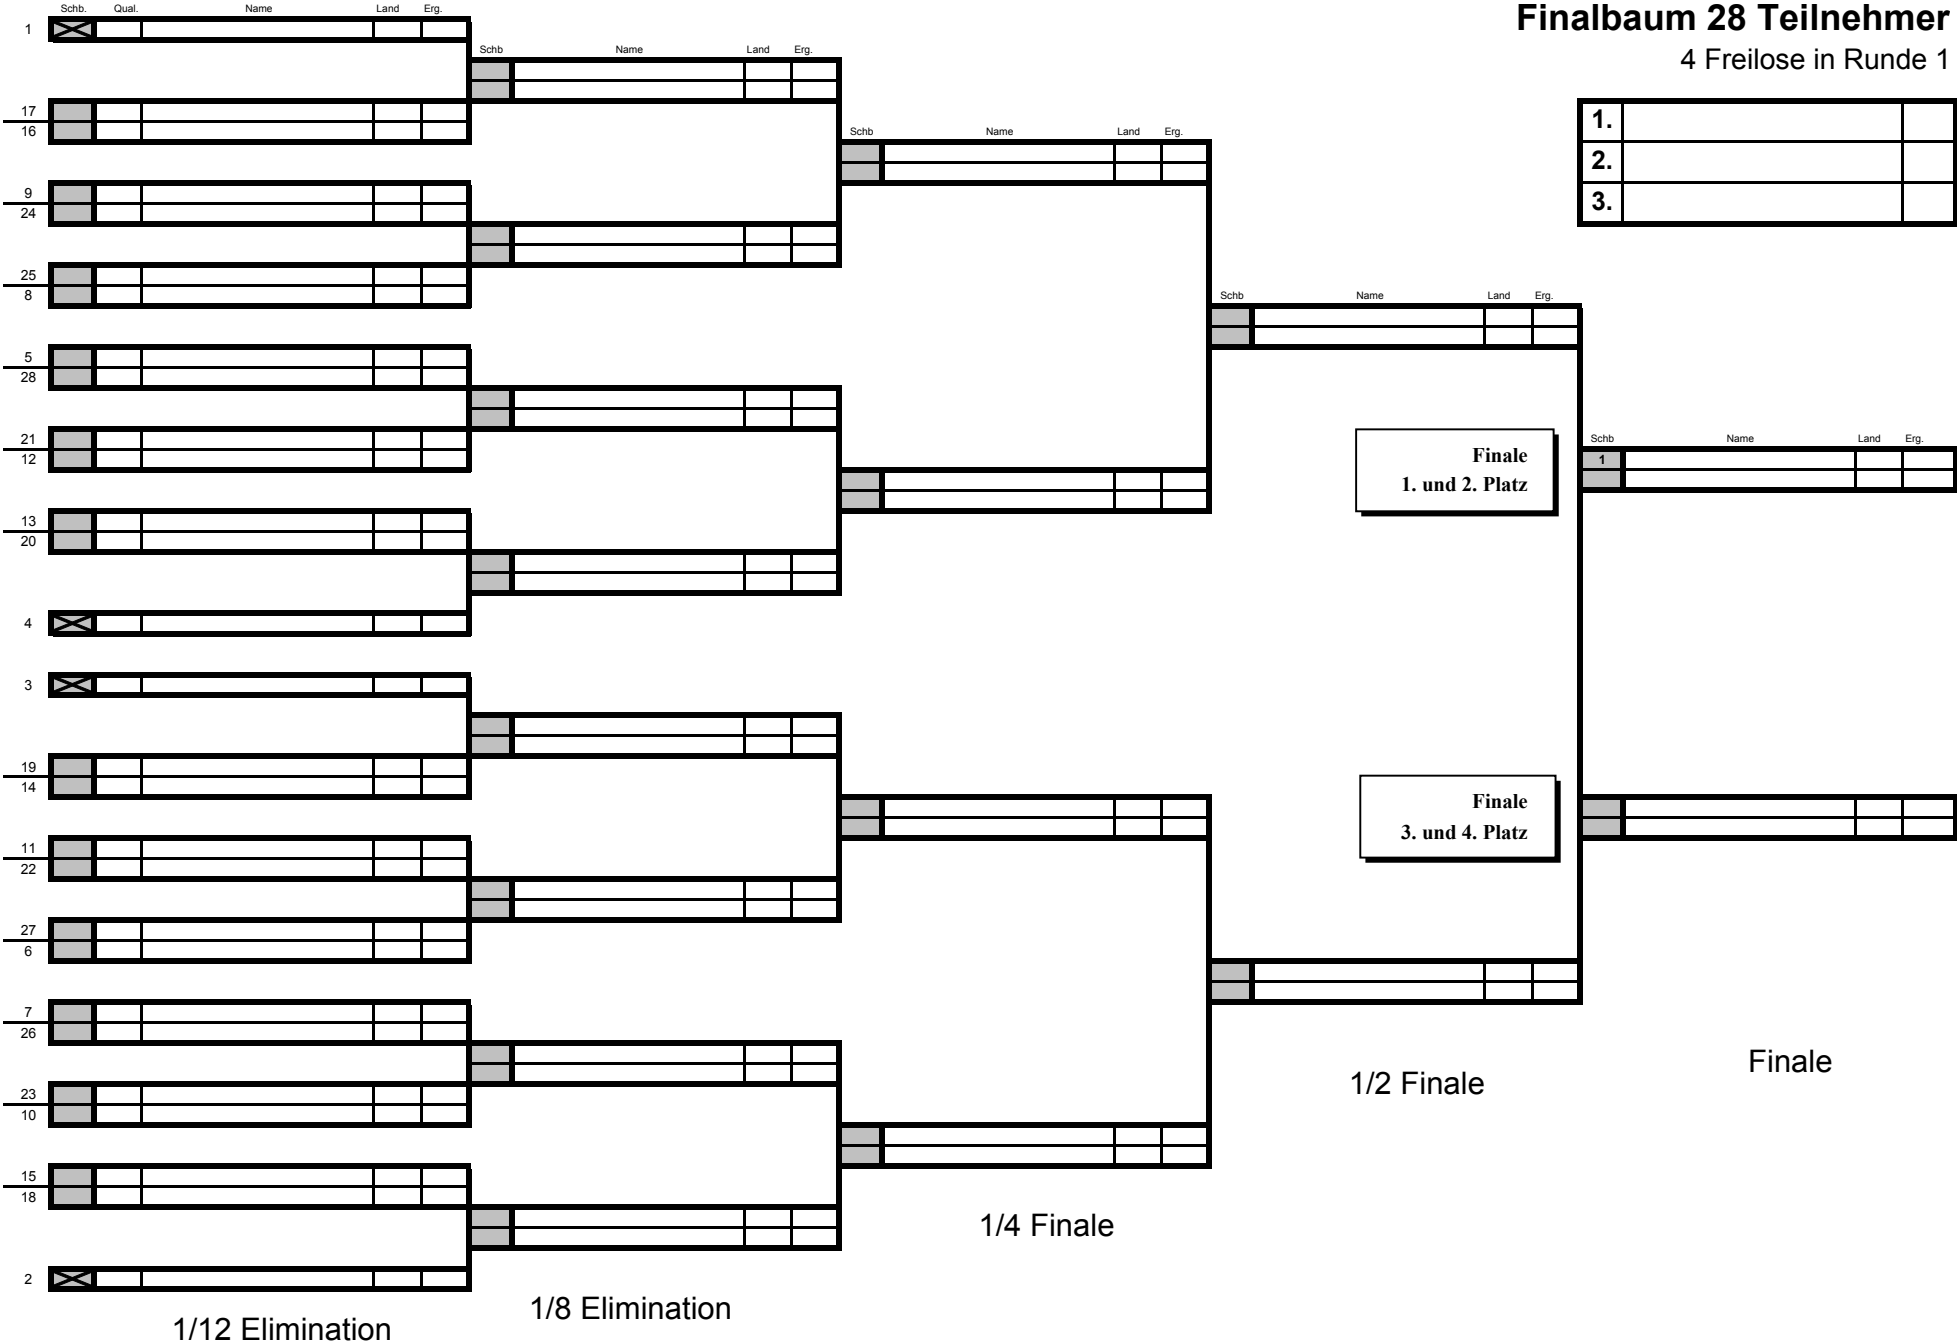 Finalbaum 28 Teilnehmer
4 Freilose in Runde 1
1.
2.
3.
Schb. Qual. Name Land Erg.
1
17
16
9
24
25
8
5
28
21
12
13
20
4
3
19
14
11
22
27
6
7
26
23
10
15
18
2
1/12 Elimination
Schb Name Land Erg.
1/8 Elimination
Schb Name Land Erg.
1/4 Finale
Schb Name Land Erg.
1/2 Finale
Finale
1. und 2. Platz
Schb Name Land Erg.
1
Finale
3. und 4. Platz
Finale